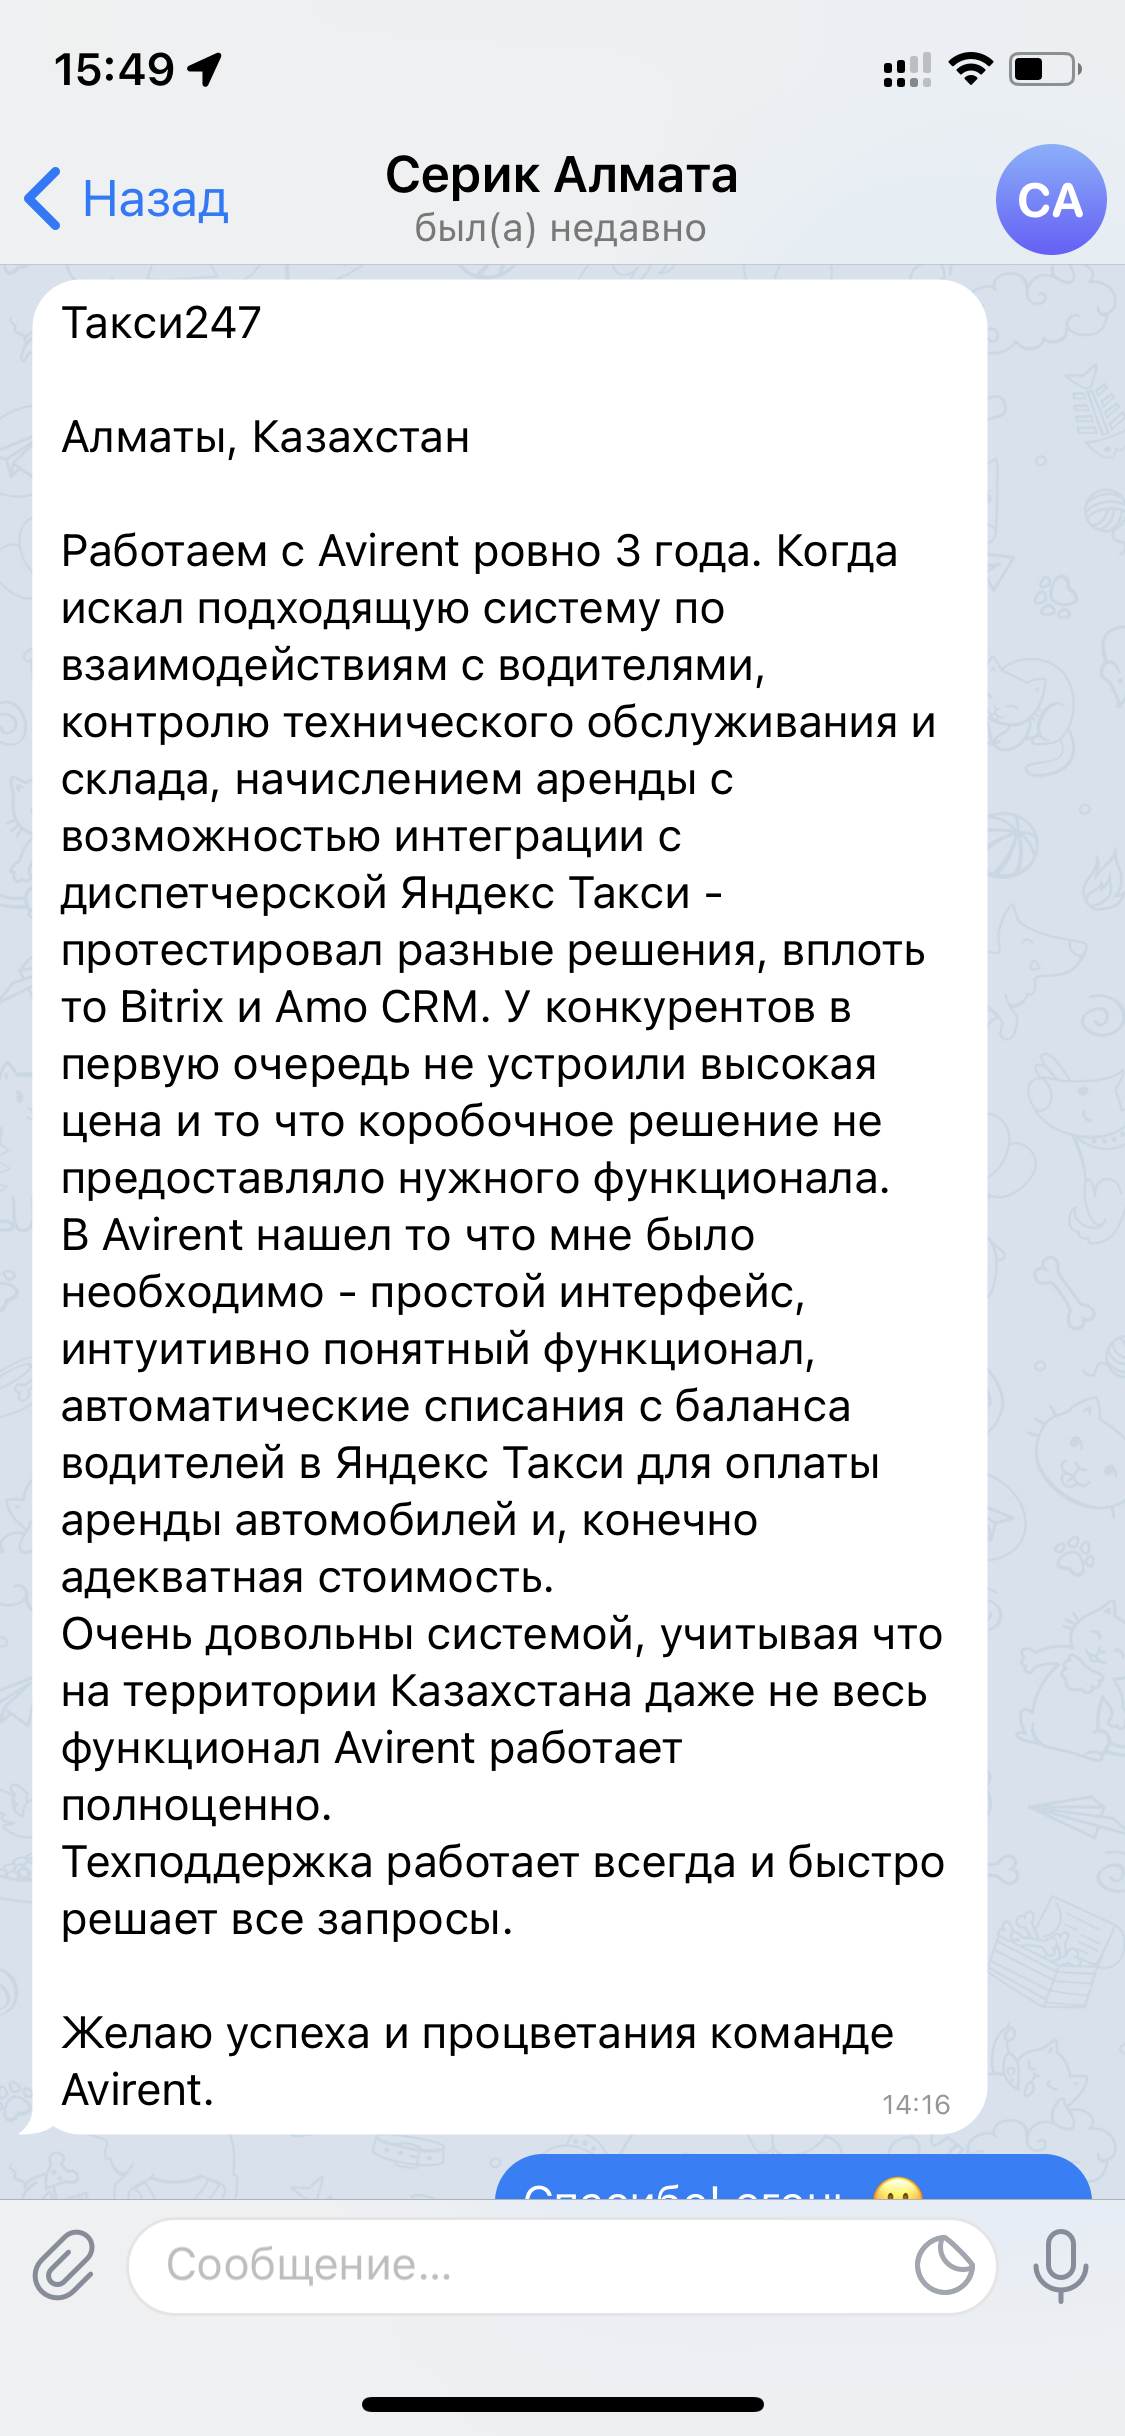 15:49
Назад
Серик Алмата
был(а) недавно
СА
Такси247
Алматы, Казахстан
Работаем с Avirent ровно 3 года. Когда
искал подходящую систему по
взаимодействиям с водителями,
контролю технического обслуживания и
склада, начислением аренды с
возможностью интеграции с
диспетчерской Яндекс Такси -
протестировал разные решения, вплоть
то Bitrix и Amo CRM. У конкурентов в
первую очередь не устроили высокая
цена и то что коробочное решение не
предоставляло нужного функционала.
В Avirent нашел то что мне было
необходимо - простой интерфейс,
интуитивно понятный функционал,
автоматические списания с баланса
водителей в Яндекс Такси для оплаты
аренды автомобилей и, конечно
адекватная стоимость.
Очень довольны системой, учитывая что
на территории Казахстана даже не весь
функционал Avirent работает
полноценно.
Техподдержка работает всегда и быстро
решает все запросы.
Желаю успеха и процветания команде
Avirent.
14:16
Спасибо! огонь
Сообщение...